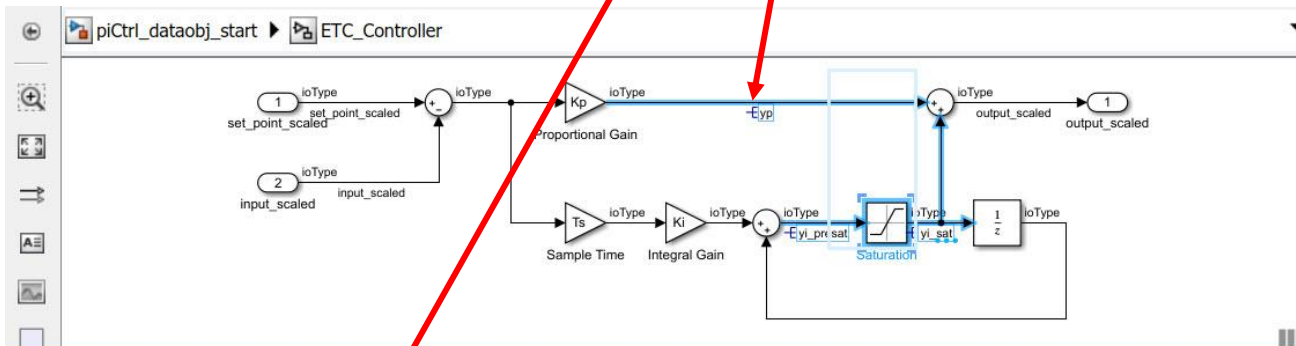 piCtrl_dataobj_start ▶ ETC_Controller
1
ioType
set_point_scaled
set_point_scaled
+
-
ioType
Kp
ioType
Proportional Gain
yp
+
+
ioType
output_scaled
1
output_scaled
2
ioType
input_scaled
input_scaled
Ts
ioType
Sample Time
Ki
ioType
Integral Gain
+
+
ioType
yi_presat
Saturation
ioType
yi_sat
1
z
ioType
A